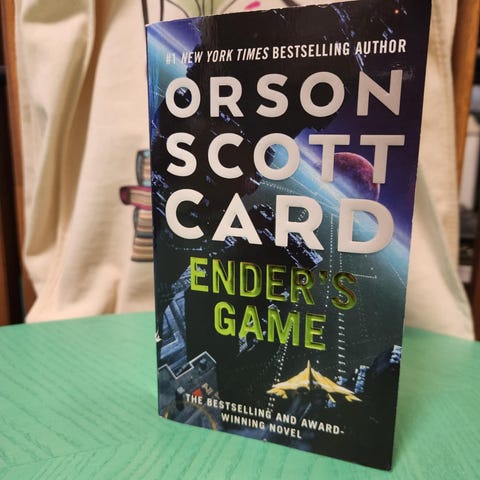 #1 NEW YORK TIMES BESTSELLING AUTHOR
ORSON
SCOTT
CARD
ENDER'S
GAME
THE BESTSELLING AND AWARD-
WINNING NOVEL